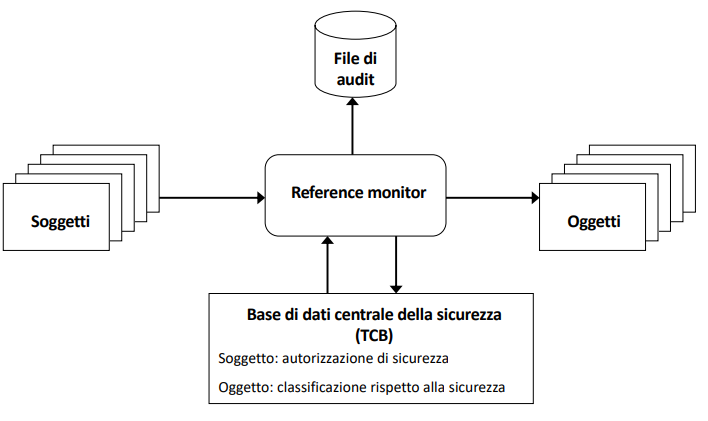 File di
audit
Soggetti
Reference monitor
Oggetti
Base di dati centrale della sicurezza
(TCB)
Soggetto: autorizzazione di sicurezza
Oggetto: classificazione rispetto alla sicurezza